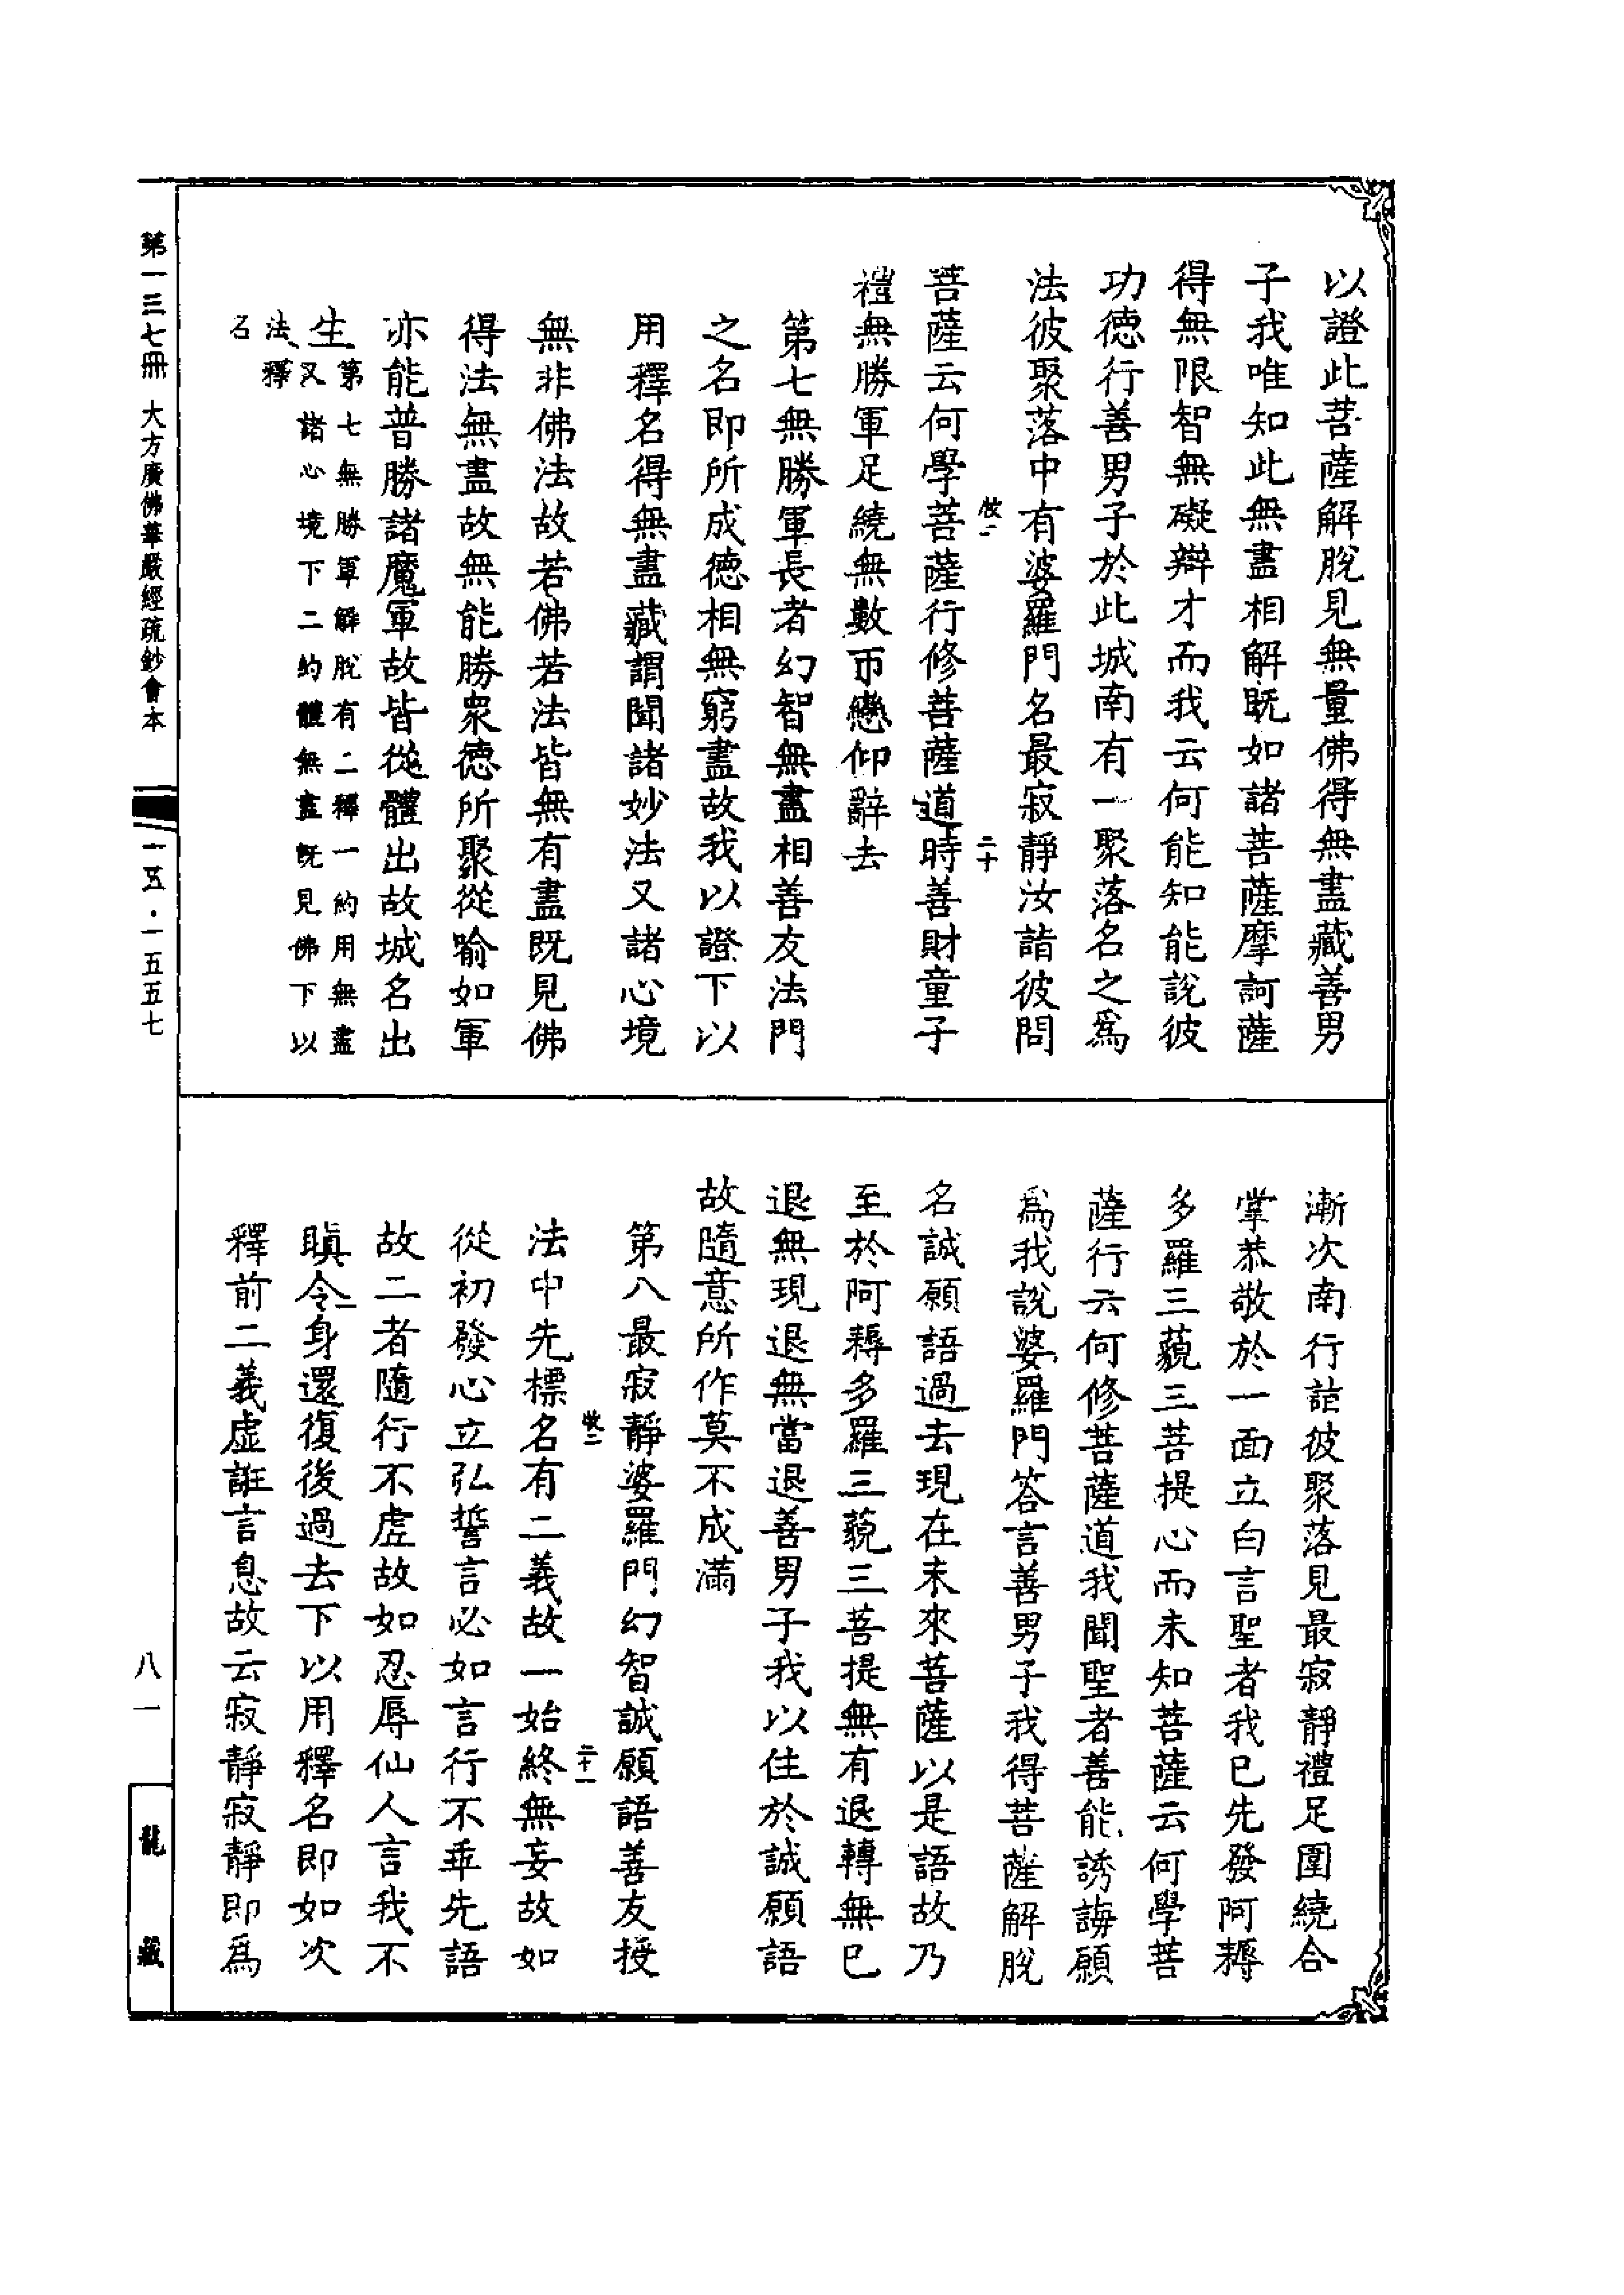 以證此菩薩解脫見無量佛得無盡藏善男
子我唯知此無盡相解既如諸菩薩摩訶薩
得無限智無礙辯才而我云何能知能說彼
功德行善男子於此城南有一聚落名之爲
法彼聚落中有婆羅門名最寂靜汝詣彼問
二十
菩薩云何學菩薩行修菩薩道時善財童子
禮無勝軍足繞無數帀戀仰辭去
第七無勝軍長者幻智無盡相善友法門
之名即所成德相無窮盡故我以證下以
用釋名得無盡藏謂聞諸妙法又諸心境
無非佛法故若佛若法皆無有盡既見佛
得法無盡故無能勝衆德所聚從喻如軍
亦能普勝諸魔軍故皆從體出故城名出
生
第七無勝軍解脫有二釋一約用無盡
又諸心境下二約體無盡既見佛下以
法釋
名
漸次南行詣彼聚落見最寂靜禮足圍繞合
掌恭敬於一面立白言聖者我已先發阿耨
多羅三藐三菩提心而未知菩薩云何學菩
薩行云何修菩薩道我聞聖者善能誘誨願
爲我說婆羅門答言善男子我得菩薩解脫
名誠願語過去現在未來菩薩以是語故乃
至於阿耨多羅三藐三菩提無有退轉無已
退無現退無當退善男子我以住於誠願語
故隨意所作莫不成滿
第八最寂靜婆羅門幻智誠願語善友授
二十一
法中先標名有二義故一始終無妄故如
從初發心立弘誓言必如言行不乖先語
故二者隨行不虛故如忍辱仙人言我不
瞋令身還復後過去下以用釋名即如次
釋前二義虛誑言息故云寂靜寂靜即爲
第一三七冊 大方廣佛華嚴經疏鈔會本
一五·一五五七
八一
龍藏